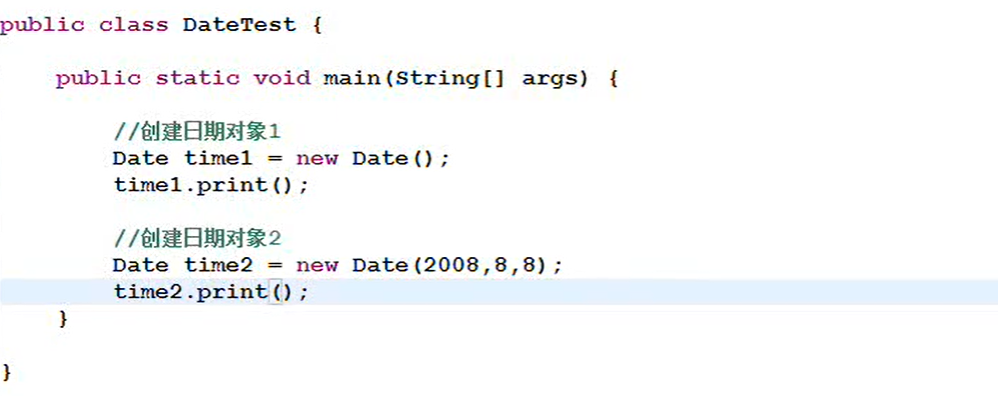 public class DateTest {
public static void main(String[] args) {
//创建日期对象1
Date time1 = new Date();
time1.print();
//创建日期对象2
Date time2 = new Date(2008,8,8);
time2.print();
}
}